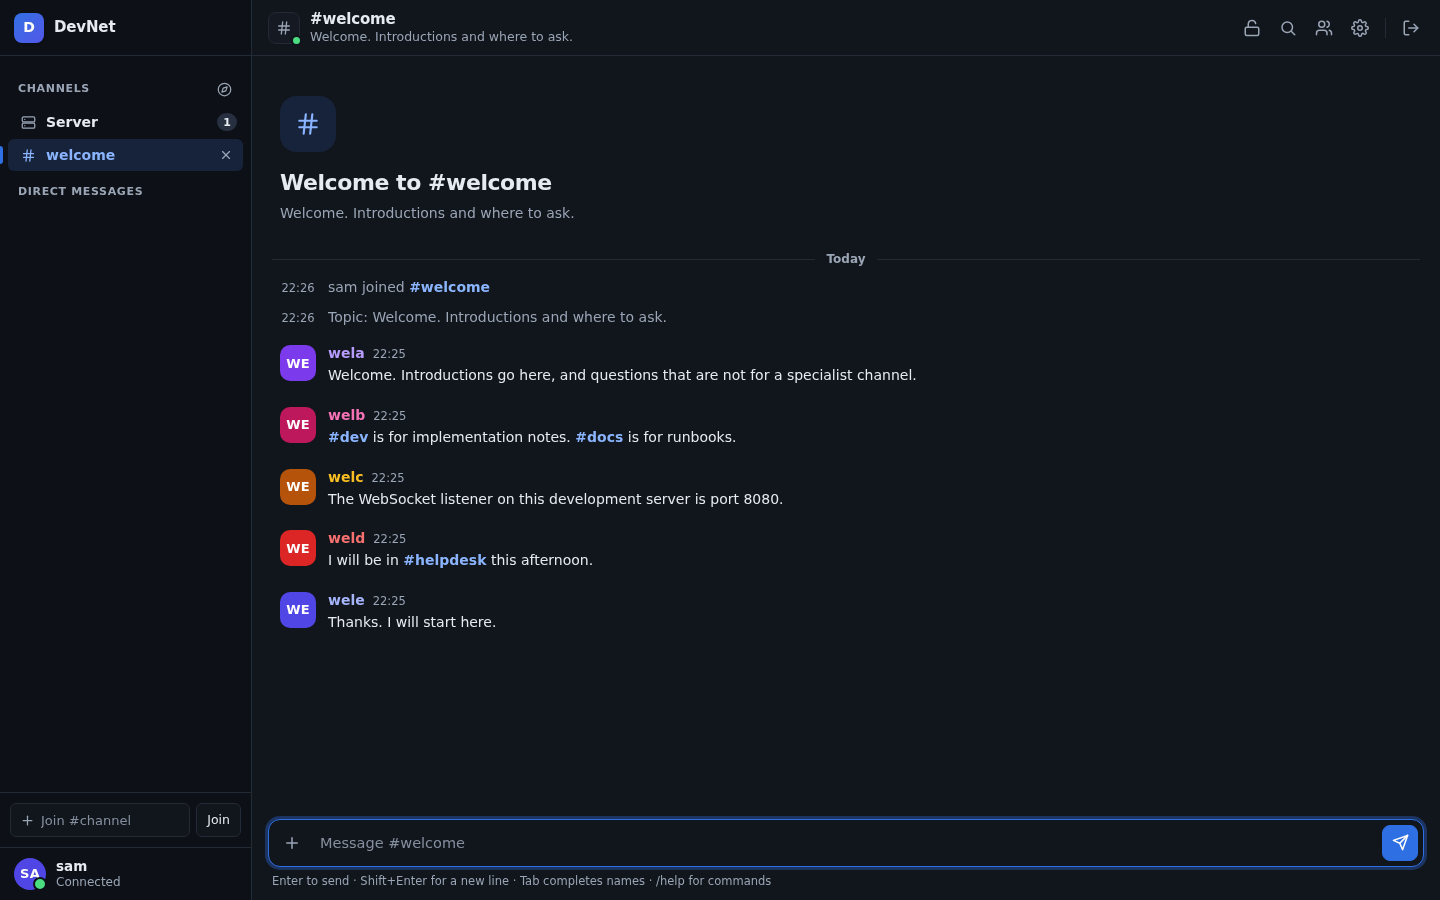 D DevNet
CHANNELS
Server 1
# welcome ×
DIRECT MESSAGES
+ Join #channel Join
SA sam
Connected
# #welcome
Welcome. Introductions and where to ask.
#
Welcome to #welcome
Welcome. Introductions and where to ask.
Today
22:26 sam joined #welcome
22:26 Topic: Welcome. Introductions and where to ask.
WE wela 22:25
Welcome. Introductions go here, and questions that are not for a specialist channel.
WE welb 22:25
#dev is for implementation notes. #docs is for runbooks.
WE welc 22:25
The WebSocket listener on this development server is port 8080.
WE weld 22:25
I will be in #helpdesk this afternoon.
WE wele 22:25
Thanks. I will start here.
+ Message #welcome
Enter to send · Shift+Enter for a new line · Tab completes names · /help for commands